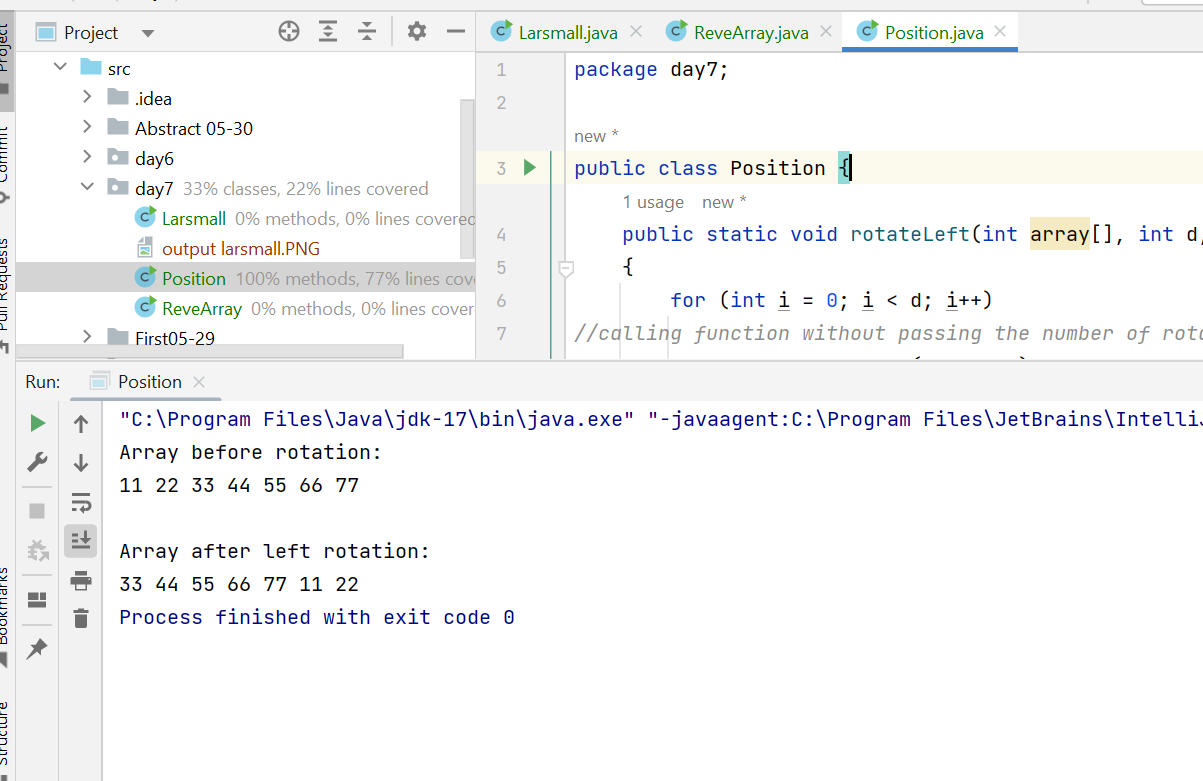 Project
Larsmall.java
ReveArray.java
Position.java
Project
src
.idea
Abstract 05-30
day6
day7 33% classes, 22% lines covered
Larsmall 0% methods, 0% lines covered
output larsmall.PNG
Position 100% methods, 77% lines cov
ReveArray 0% methods, 0% lines cover
First05-29
Commit
Pull Requests
1 package day7;
2
new *
3 public class Position {
1 usage new *
4 public static void rotateLeft(int array[], int d,
5 {
6 for (int i = 0; i < d; i++)
7 //calling function without passing the number of rota
Run: Position
"C:\Program Files\Java\jdk-17\bin\java.exe" "-javaagent:C:\Program Files\JetBrains\IntelliJ
Array before rotation:
11 22 33 44 55 66 77
Array after left rotation:
33 44 55 66 77 11 22
Process finished with exit code 0
Bookmarks
Structure